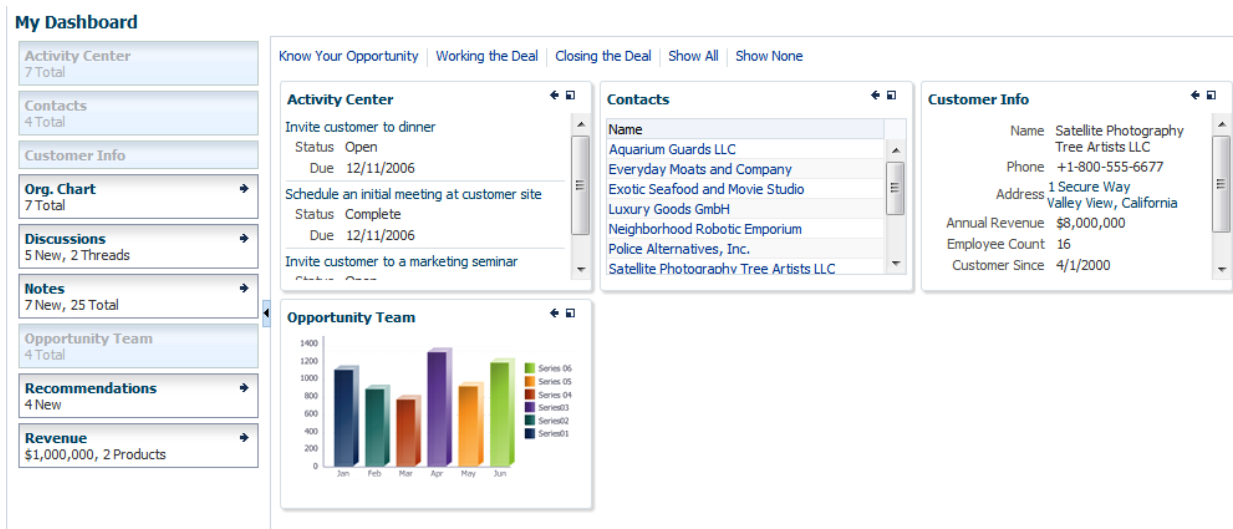 My Dashboard
Activity Center
7 Total
Contacts
4 Total
Customer Info
Org. Chart
7 Total
Discussions
5 New, 2 Threads
Notes
7 New, 25 Total
Opportunity Team
4 Total
Recommendations
4 New
Revenue
$1,000,000, 2 Products
Know Your Opportunity Working the Deal Closing the Deal Show All Show None
Activity Center
Invite customer to dinner
Status Open
Due 12/11/2006
Schedule an initial meeting at customer site
Status Complete
Due 12/11/2006
Invite customer to a marketing seminar
Status Open
Contacts
Name
Aquarium Guards LLC
Everyday Moats and Company
Exotic Seafood and Movie Studio
Luxury Goods GmbH
Neighborhood Robotic Emporium
Police Alternatives, Inc.
Satellite Photography Tree Artists LLC
Customer Info
Name Satellite Photography
Tree Artists LLC
Phone +1-800-555-6677
Address 1 Secure Way
Valley View, California
Annual Revenue $8,000,000
Employee Count 16
Customer Since 4/1/2000
Opportunity Team
1400
1200
1000
800
600
400
200
0
Jan Feb Mar Apr May Jun
Series 06
Series 05
Series 04
Series03
Series02
Series01